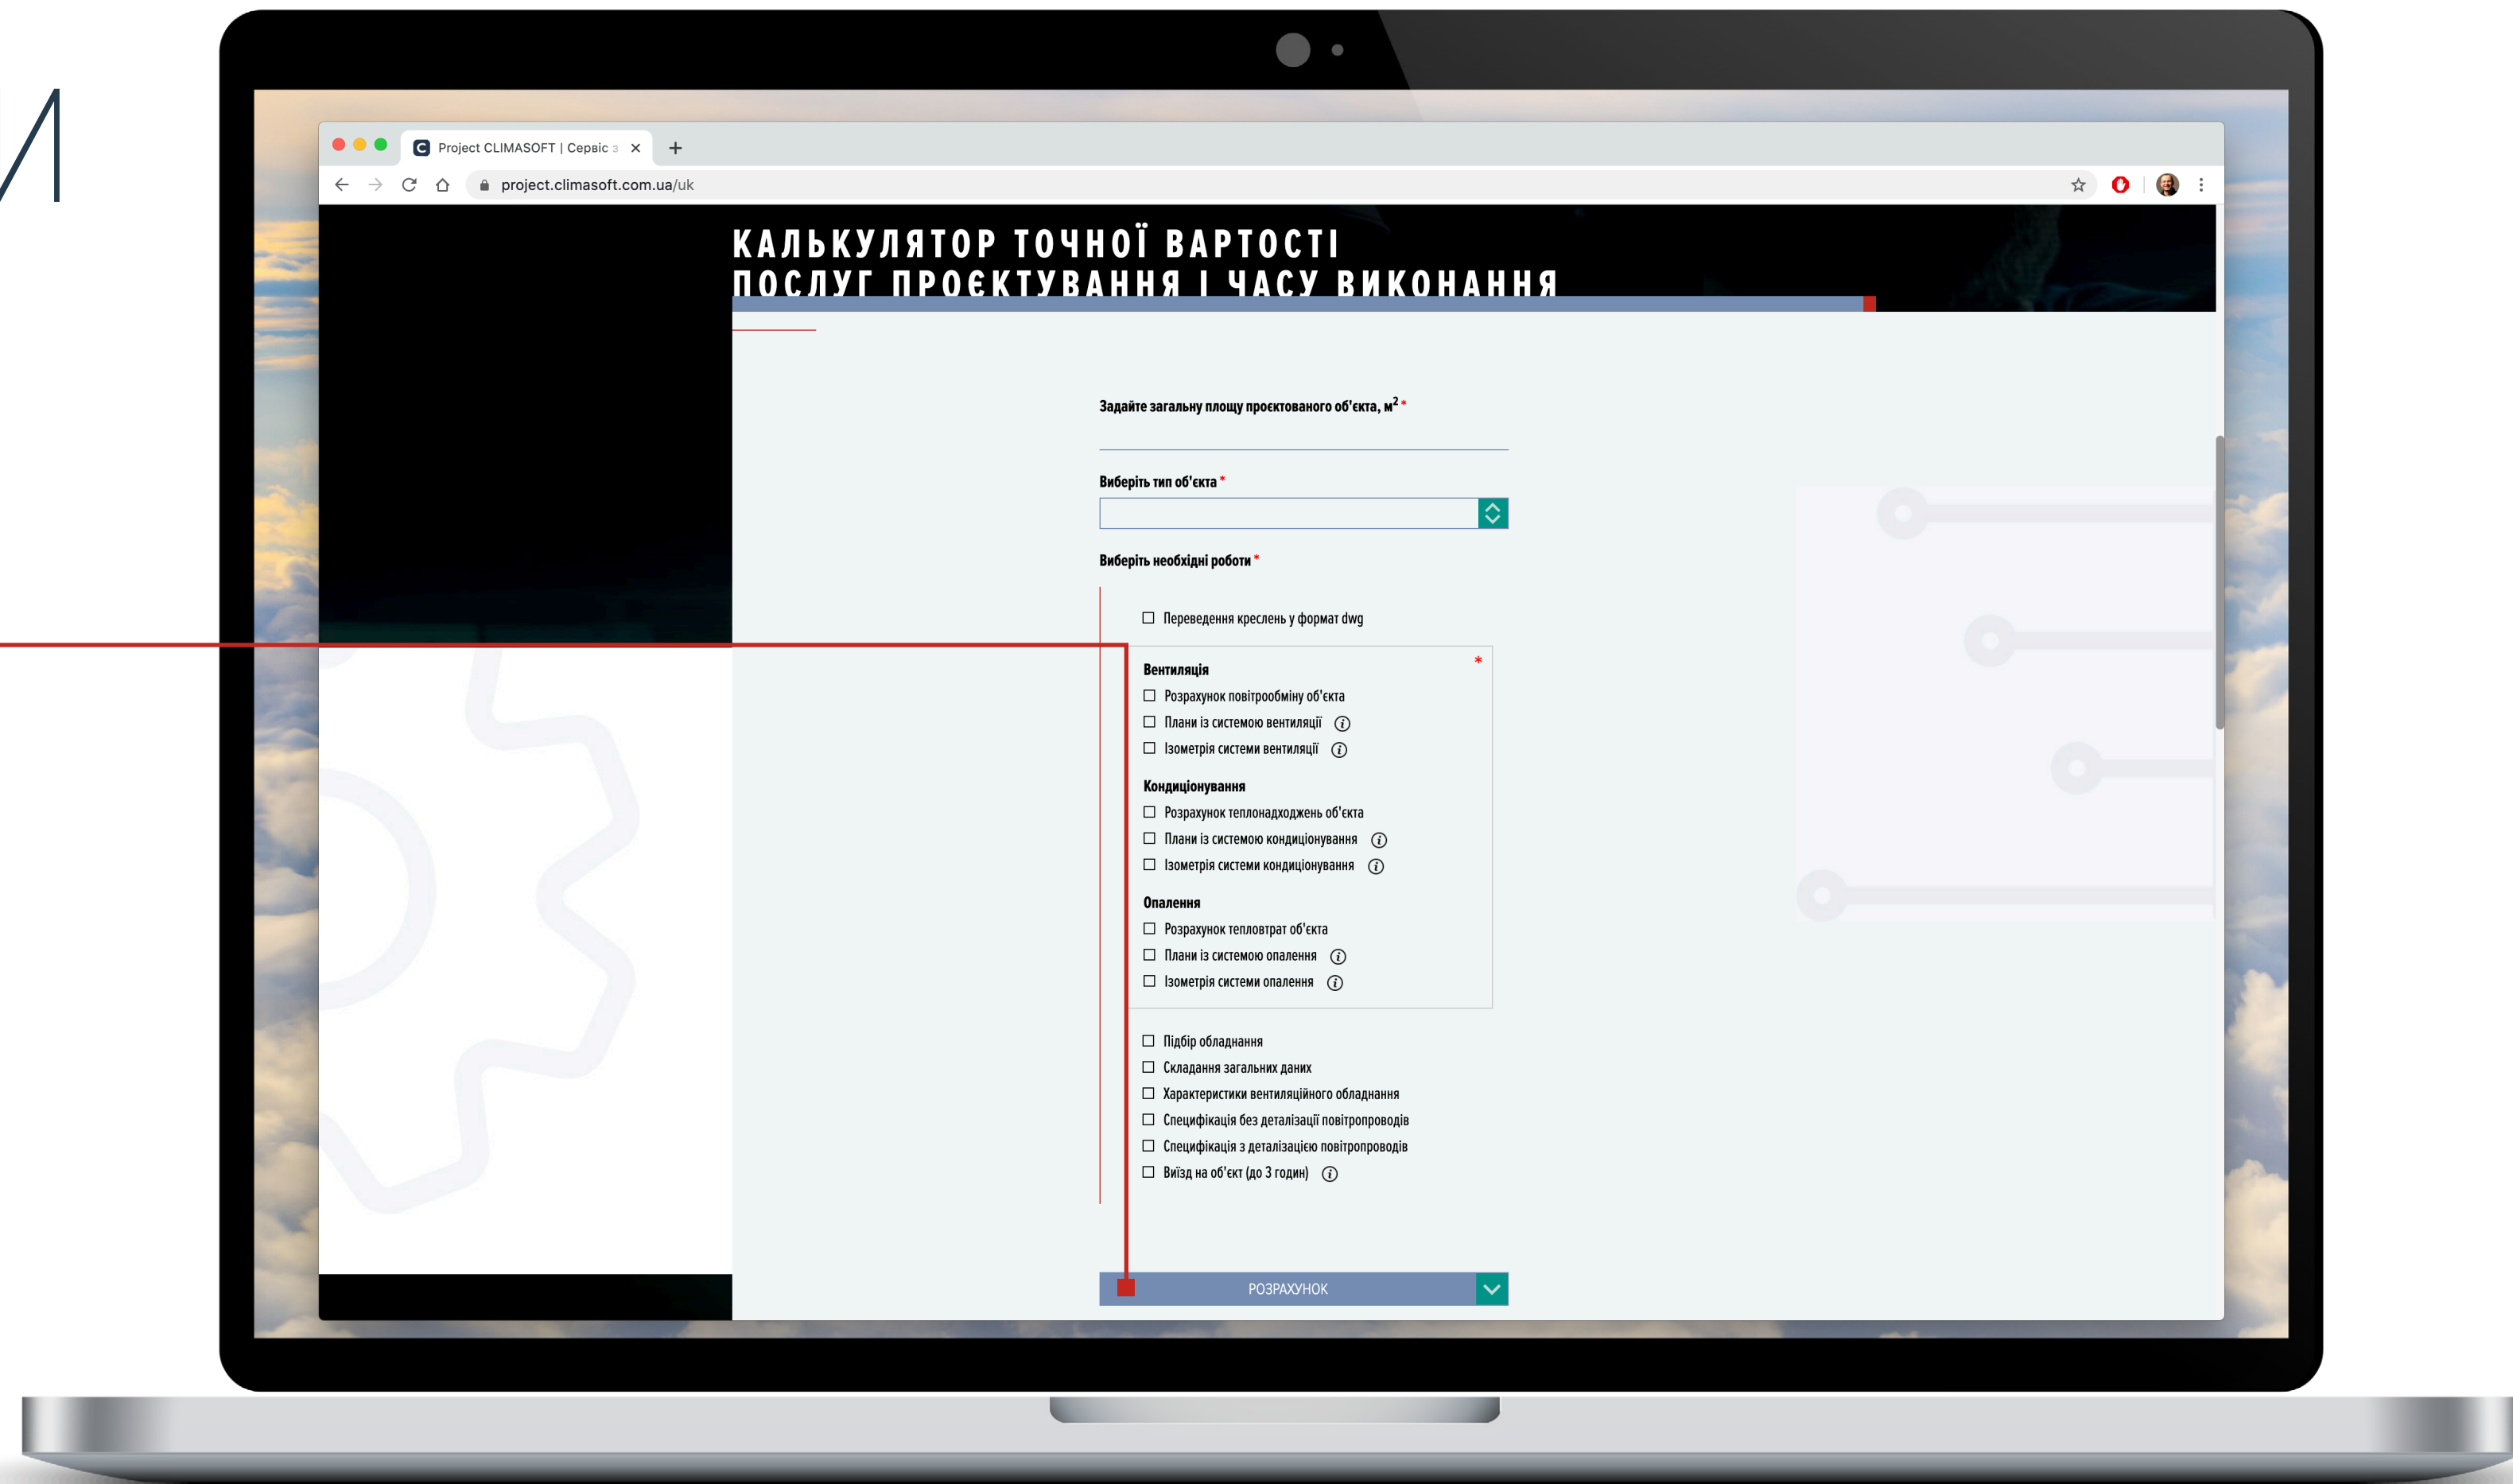 И
Project CLIMASOFT | Сервіс з
project.climasoft.com.ua/uk
КАЛЬКУЛЯТОР ТОЧНОЇ ВАРТОСТІ
ПОСЛУГ ПРОЄКТУВАННЯ І ЧАСУ ВИКОНАННЯ
Задайте загальну площу проєктованого об'єкта, м² *
Виберіть тип об'єкта *
Виберіть необхідні роботи *
Переведення креслень у формат dwg
Вентиляція *
Розрахунок повітрообміну об'єкта
Плани із системою вентиляції i
Ізометрія системи вентиляції i
Кондиціонування
Розрахунок теплонадходжень об'єкта
Плани із системою кондиціонування i
Ізометрія системи кондиціонування i
Опалення
Розрахунок тепловтрат об'єкта
Плани із системою опалення i
Ізометрія системи опалення i
Підбір обладнання
Складання загальних даних
Характеристики вентиляційного обладнання
Специфікація без деталізації повітропроводів
Специфікація з деталізацією повітропроводів
Виїзд на об'єкт (до 3 годин) i
РОЗРАХУНОК